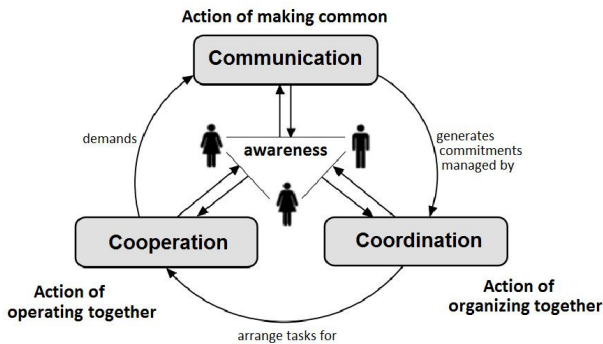 Action of making common
Communication
demands
generates
commitments
managed by
awareness
Cooperation
Coordination
Action of
operating together
Action of
organizing together
arrange tasks for